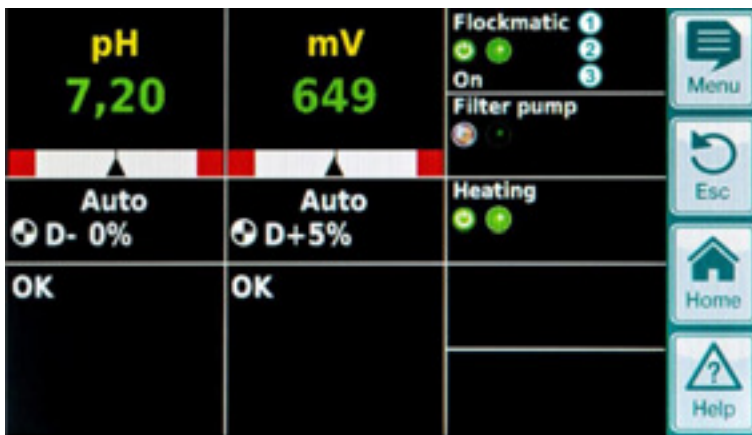 pH
7,20
Auto
D- 0%
OK
mV
649
Auto
D+5%
OK
Flockmatic 1
2
On 3
Filter pump
Heating
Menu
Esc
Home
? Help